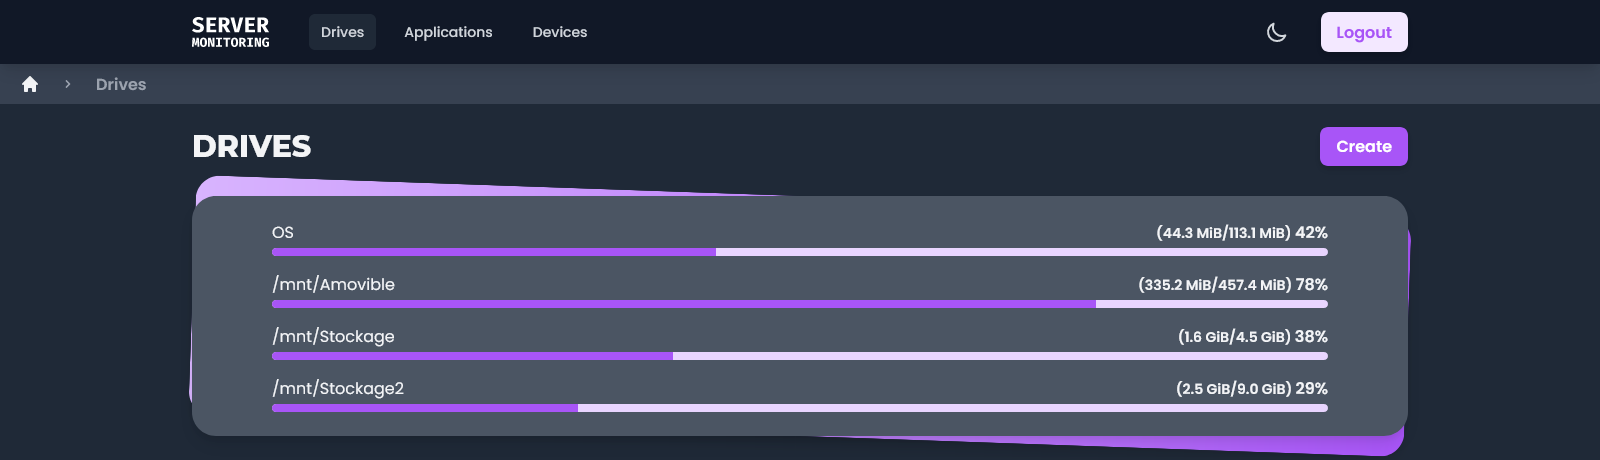 SERVER
MONITORING
Drives Applications Devices Logout
Drives
DRIVES Create
OS (44.3 MiB/113.1 MiB) 42%
/mnt/Amovible (335.2 MiB/457.4 MiB) 78%
/mnt/Stockage (1.6 GiB/4.5 GiB) 38%
/mnt/Stockage2 (2.5 GiB/9.0 GiB) 29%